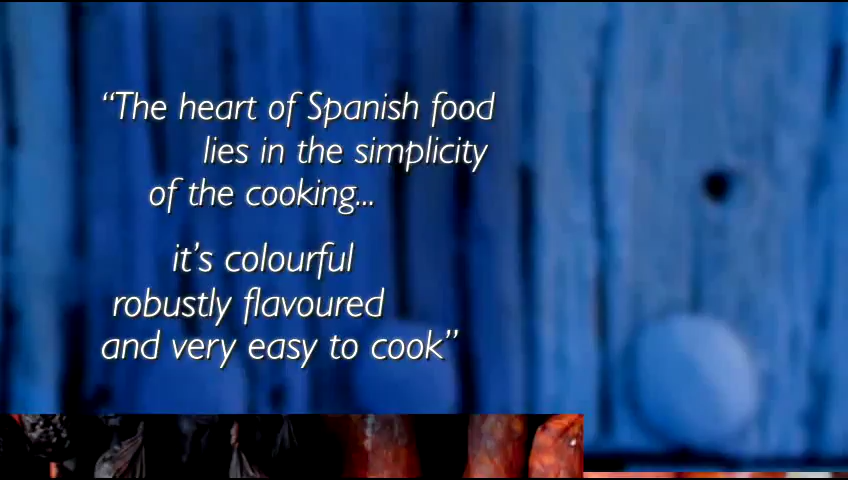 “The heart of Spanish food
lies in the simplicity
of the cooking...
it’s colourful
robustly flavoured
and very easy to cook”